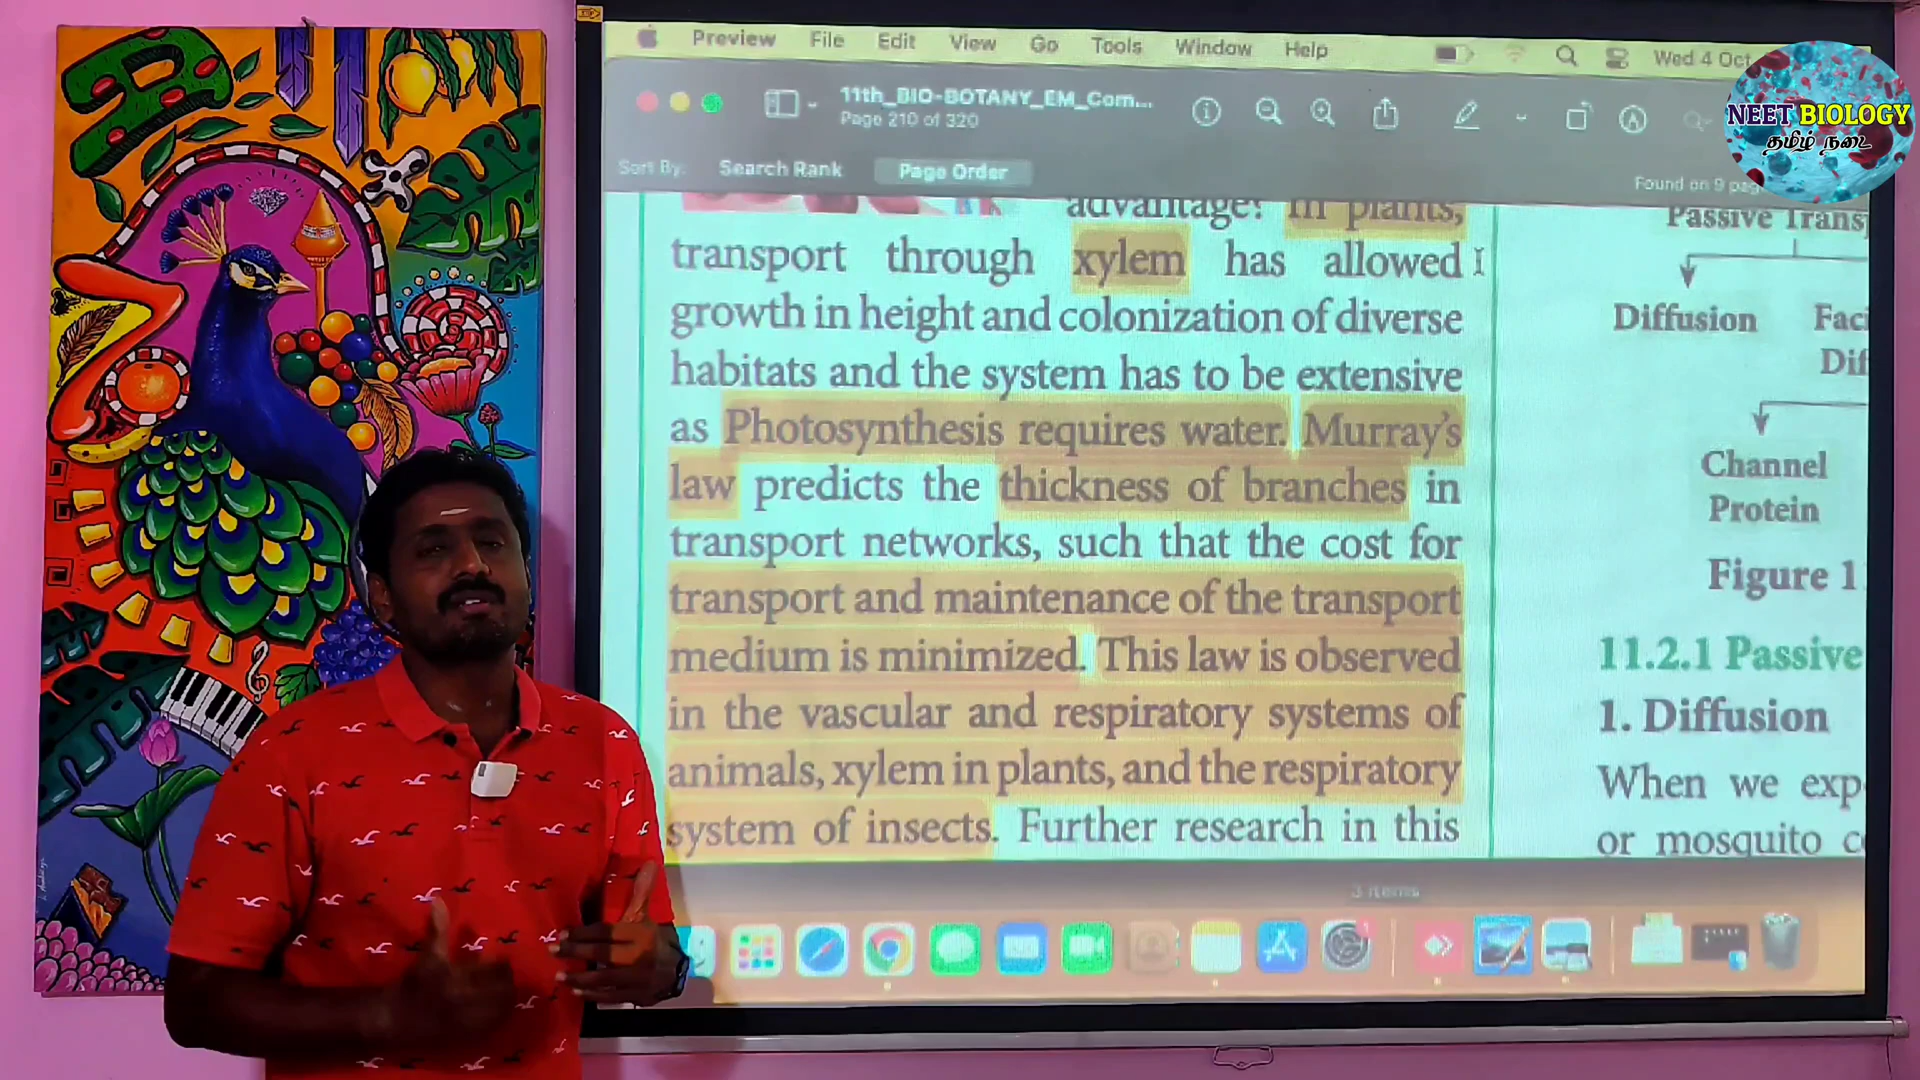 Preview File Edit View Go Tools Window Help
Wed 4 Oct
11th_BIO-BOTANY_EM_Com...
Page 210 of 320
NEET BIOLOGY
தமிழ் நடை
Sort By: Search Rank Page Order
Found on 9
advantage! In plants,
transport through xylem has allowed
growth in height and colonization of diverse
habitats and the system has to be extensive
as Photosynthesis requires water. Murray's
law predicts the thickness of branches in
transport networks, such that the cost for
transport and maintenance of the transport
medium is minimized. This law is observed
in the vascular and respiratory systems of
animals, xylem in plants, and the respiratory
system of insects. Further research in this
Passive Trans
Diffusion Faci
Dif
Channel
Protein
Figure 1
11.2.1 Passive
1. Diffusion
When we exp
or mosquito c
3 items